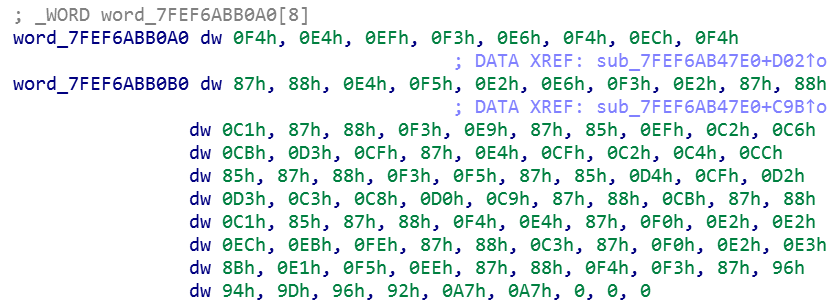 ; _WORD word_7FEF6ABB0A0[8]
word_7FEF6ABB0A0 dw 0F4h, 0E4h, 0EFh, 0F3h, 0E6h, 0F4h, 0ECh, 0F4h
; DATA XREF: sub_7FEF6AB47E0+D02↑o
word_7FEF6ABB0B0 dw 87h, 88h, 0E4h, 0F5h, 0E2h, 0E6h, 0F3h, 0E2h, 87h, 88h
; DATA XREF: sub_7FEF6AB47E0+C9B↑o
dw 0C1h, 87h, 88h, 0F3h, 0E9h, 87h, 85h, 0EFh, 0C2h, 0C6h
dw 0CBh, 0D3h, 0CFh, 87h, 0E4h, 0CFh, 0C2h, 0C4h, 0CCh
dw 85h, 87h, 88h, 0F3h, 0F5h, 87h, 85h, 0D4h, 0CFh, 0D2h
dw 0D3h, 0C3h, 0C8h, 0D0h, 0C9h, 87h, 88h, 0CBh, 87h, 88h
dw 0C1h, 85h, 87h, 88h, 0F4h, 0E4h, 87h, 0F0h, 0E2h, 0E2h
dw 0ECh, 0EBh, 0FEh, 87h, 88h, 0C3h, 87h, 0F0h, 0E2h, 0E3h
dw 8Bh, 0E1h, 0F5h, 0EEh, 87h, 88h, 0F4h, 0F3h, 87h, 96h
dw 94h, 9Dh, 96h, 92h, 0A7h, 0A7h, 0, 0, 0